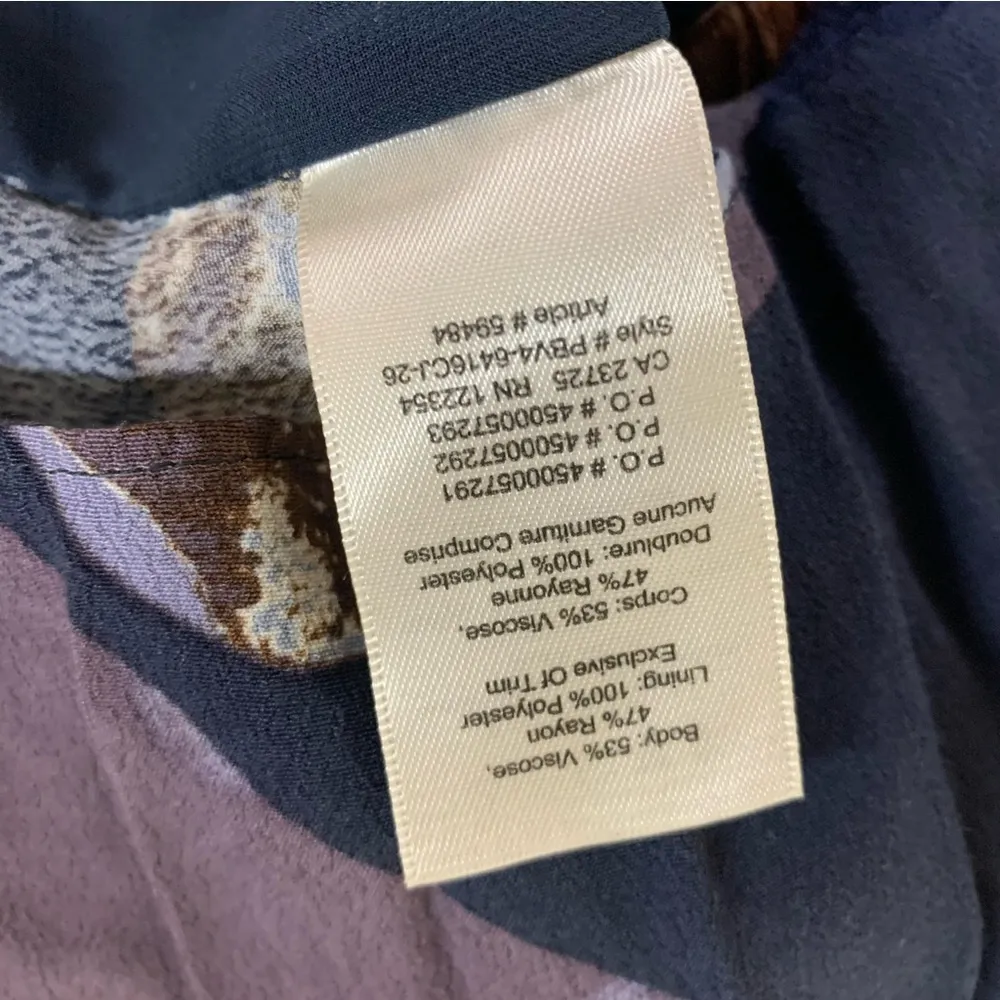 Body: 53% Viscose,
47% Rayon
Lining: 100% Polyester
Exclusive Of Trim
Corps: 53% Viscose,
47% Rayonne
Doublure: 100% Polyester
Aucune Garniture Comprise
P.O. # 4500057291
P.O. # 4500057292
P.O. # 4500057293
CA 23725 RN 122354
Style # PBV4-6416CJ-26
Article # 59484